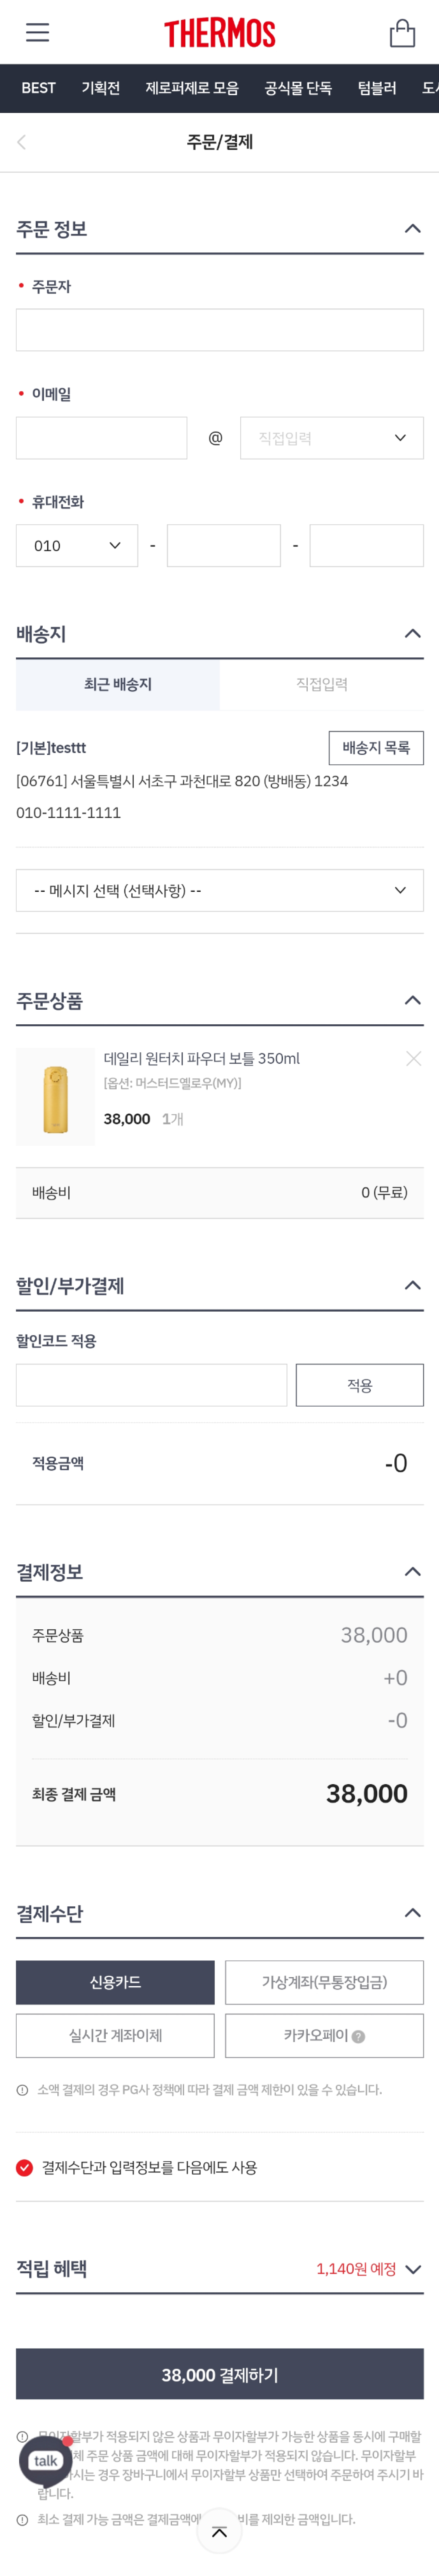 THERMOS
BEST 기획전 제로퍼제로 모음 공식몰 단독 텀블러
주문/결제
주문 정보
주문자
이메일
@ 직접입력
휴대전화
010 - -
배송지
최근 배송지 직접입력
[기본]testtt 배송지 목록
[06761] 서울특별시 서초구 과천대로 820 (방배동) 1234
010-1111-1111
-- 메시지 선택 (선택사항) --
주문상품
데일리 원터치 파우더 보틀 350ml
[옵션: 머스터드옐로우(MY)]
38,000 1개
배송비 0 (무료)
할인/부가결제
할인코드 적용
적용
적용금액 -0
결제정보
주문상품 38,000
배송비 +0
할인/부가결제 -0
최종 결제 금액 38,000
결제수단
신용카드 가상계좌(무통장입금)
실시간 계좌이체 카카오페이 ?
소액 결제의 경우 PG사 정책에 따라 결제 금액 제한이 있을 수 있습니다.
결제수단과 입력정보를 다음에도 사용
적립 혜택 1,140원 예정
38,000 결제하기
무이자할부가 적용되지 않은 상품과 무이자할부가 가능한 상품을 동시에 구매할
체 주문 상품 금액에 대해 무이자할부가 적용되지 않습니다. 무이자할부
하시는 경우 장바구니에서 무이자할부 상품만 선택하여 주문하여 주시기 바
랍니다.
talk
최소 결제 가능 금액은 결제금액에 비를 제외한 금액입니다.